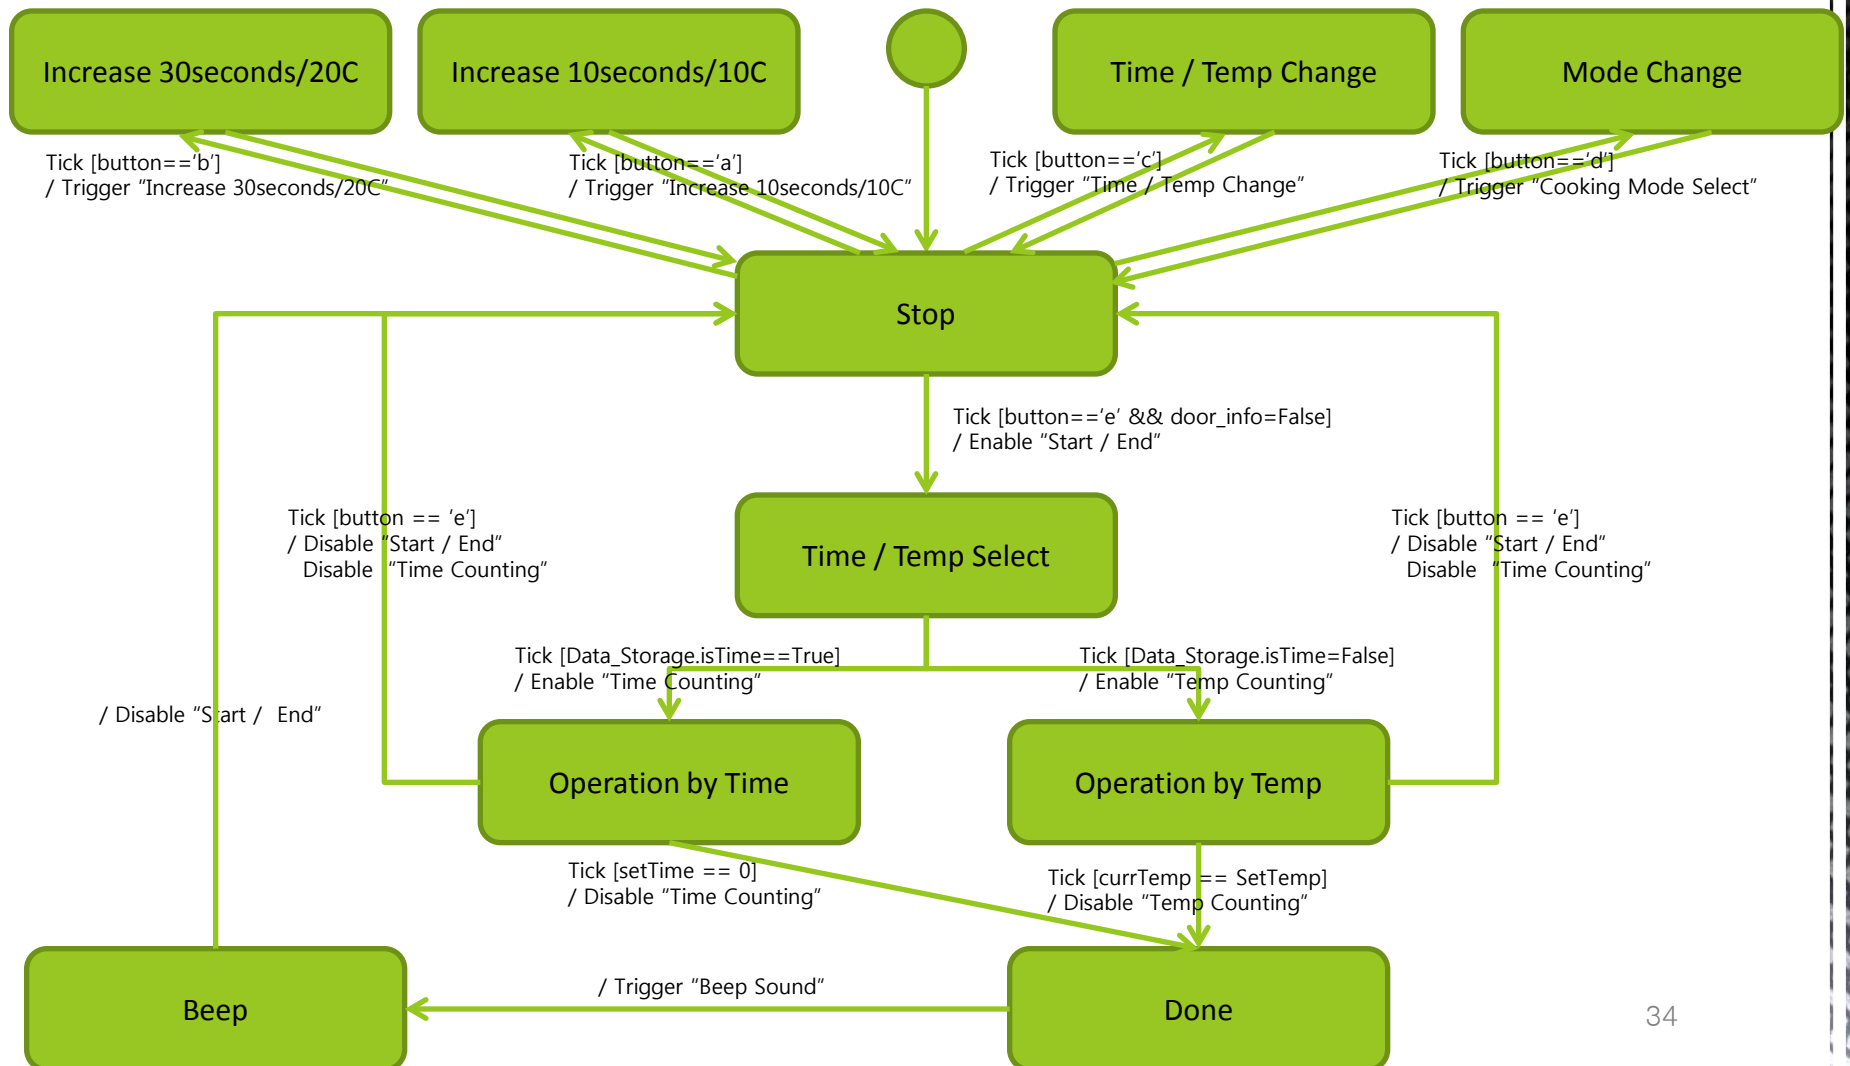 Increase 30seconds/20C
Increase 10seconds/10C
Time / Temp Change
Mode Change
Tick [button==‘b’]
/ Trigger “Increase 30seconds/20C”
Tick [button==‘a’]
/ Trigger “Increase 10seconds/10C”
Tick [button==‘c’]
/ Trigger “Time / Temp Change”
Tick [button==‘d’]
/ Trigger “Cooking Mode Select”
Stop
Tick [button==‘e’ && door_info=False]
/ Enable “Start / End”
Tick [button == ‘e’]
/ Disable “Start / End”
Disable “Time Counting”
Tick [button == ‘e’]
/ Disable “Start / End”
Disable “Time Counting”
Time / Temp Select
Tick [Data_Storage.isTime==True]
/ Enable “Time Counting”
Tick [Data_Storage.isTime=False]
/ Enable “Temp Counting”
/ Disable “Start / End”
Operation by Time
Operation by Temp
Tick [setTime == 0]
/ Disable “Time Counting”
Tick [currTemp == SetTemp]
/ Disable “Temp Counting”
Beep
/ Trigger “Beep Sound”
Done
34